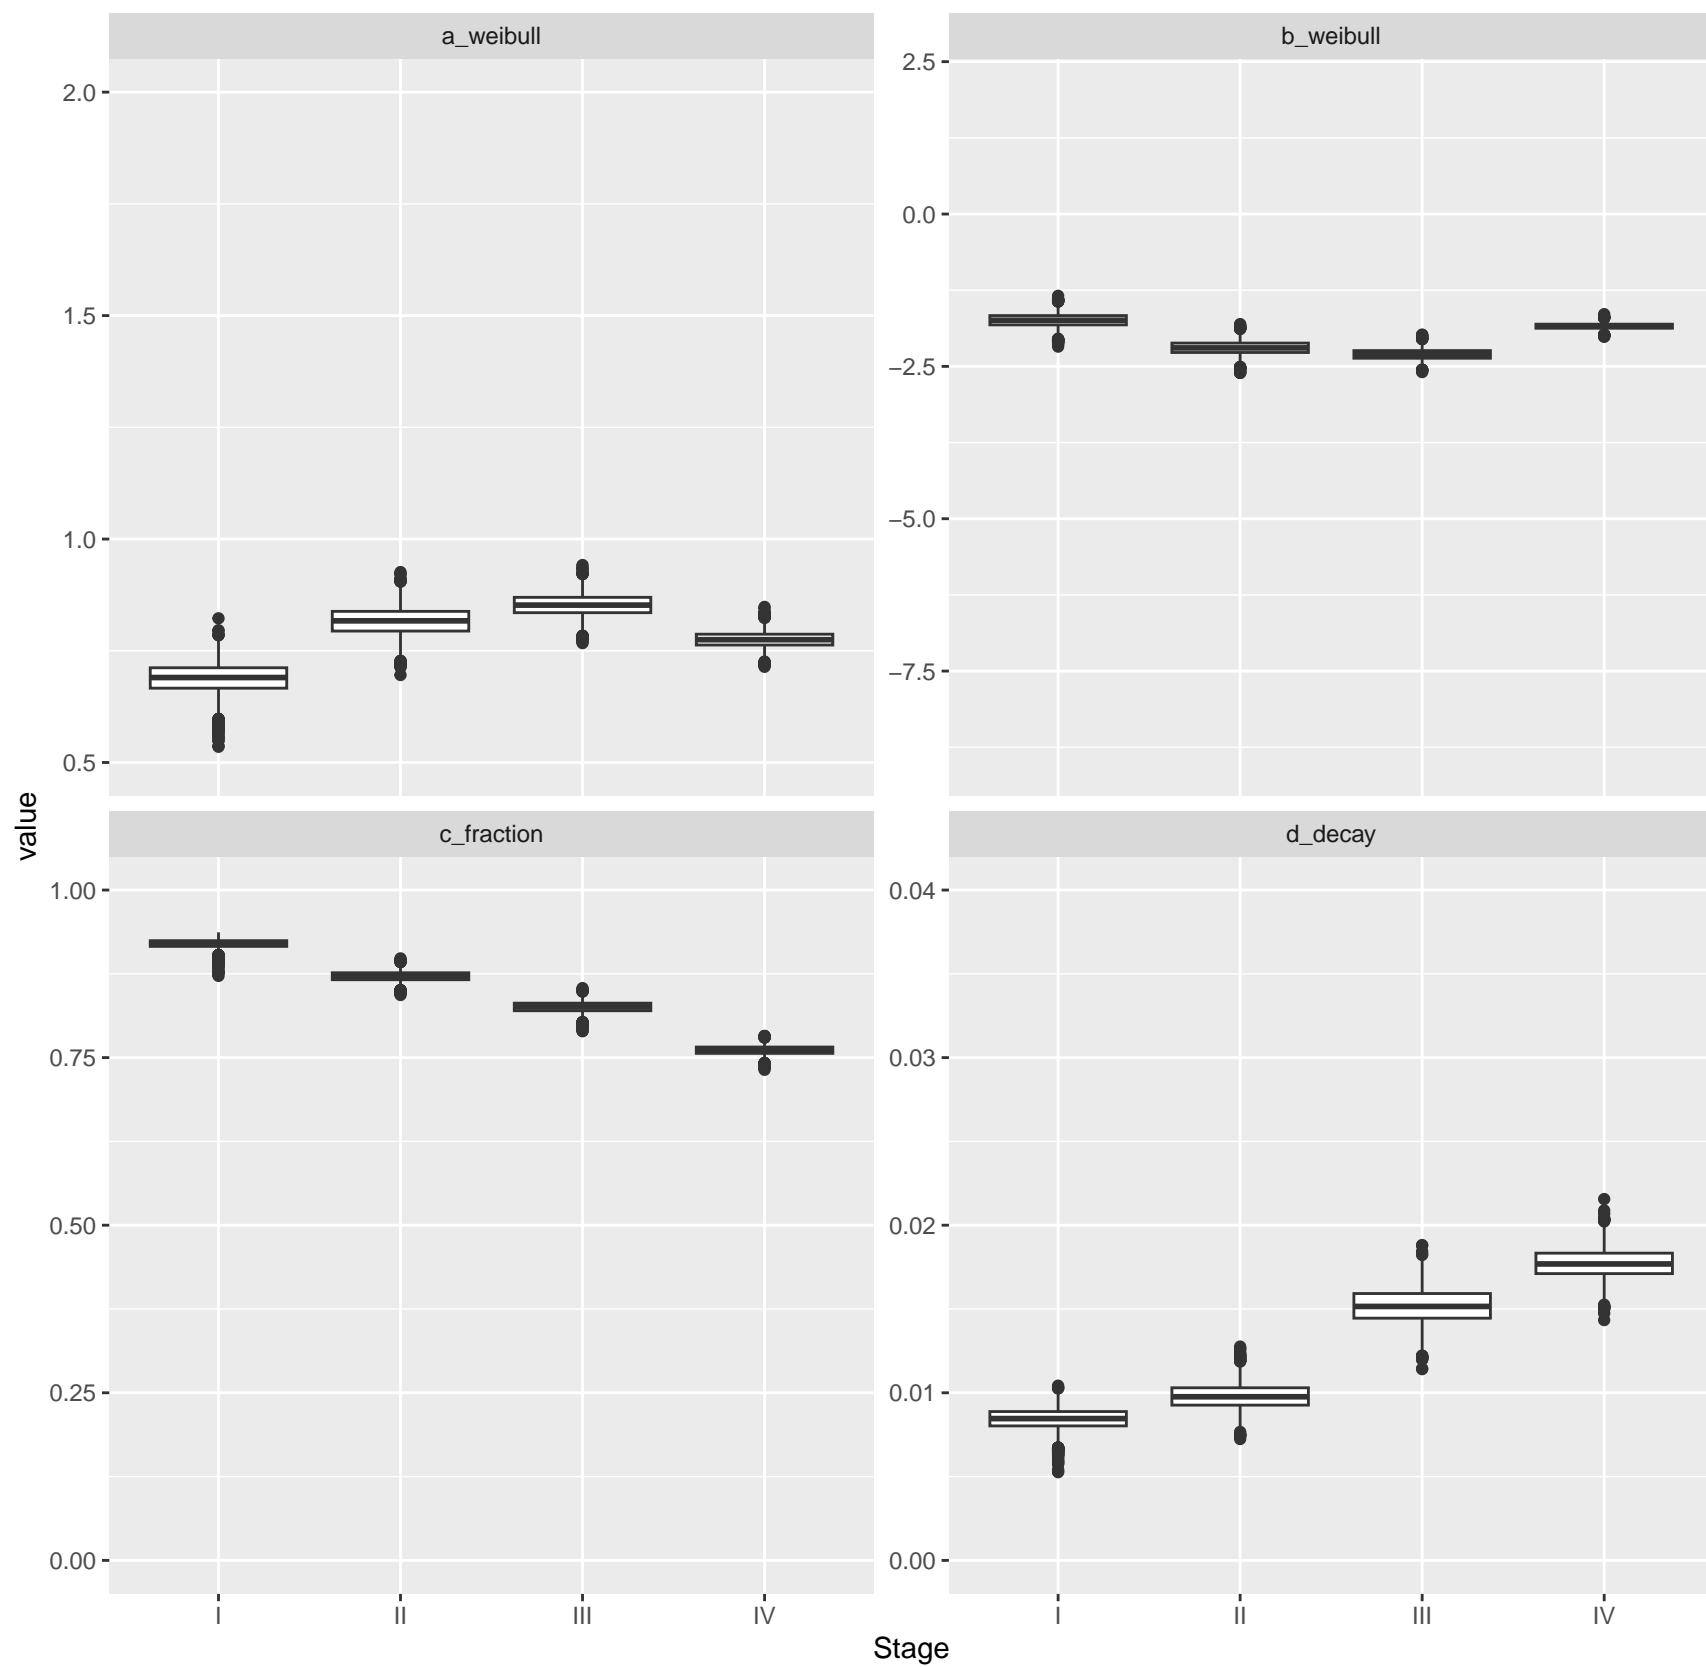 a_weibull
b_weibull
2.0
1.5
1.0
0.5
2.5
0.0
−2.5
−5.0
−7.5
value
c_fraction
d_decay
1.00
0.75
0.50
0.25
0.00
0.04
0.03
0.02
0.01
0.00
I II III IV
I II III IV
Stage